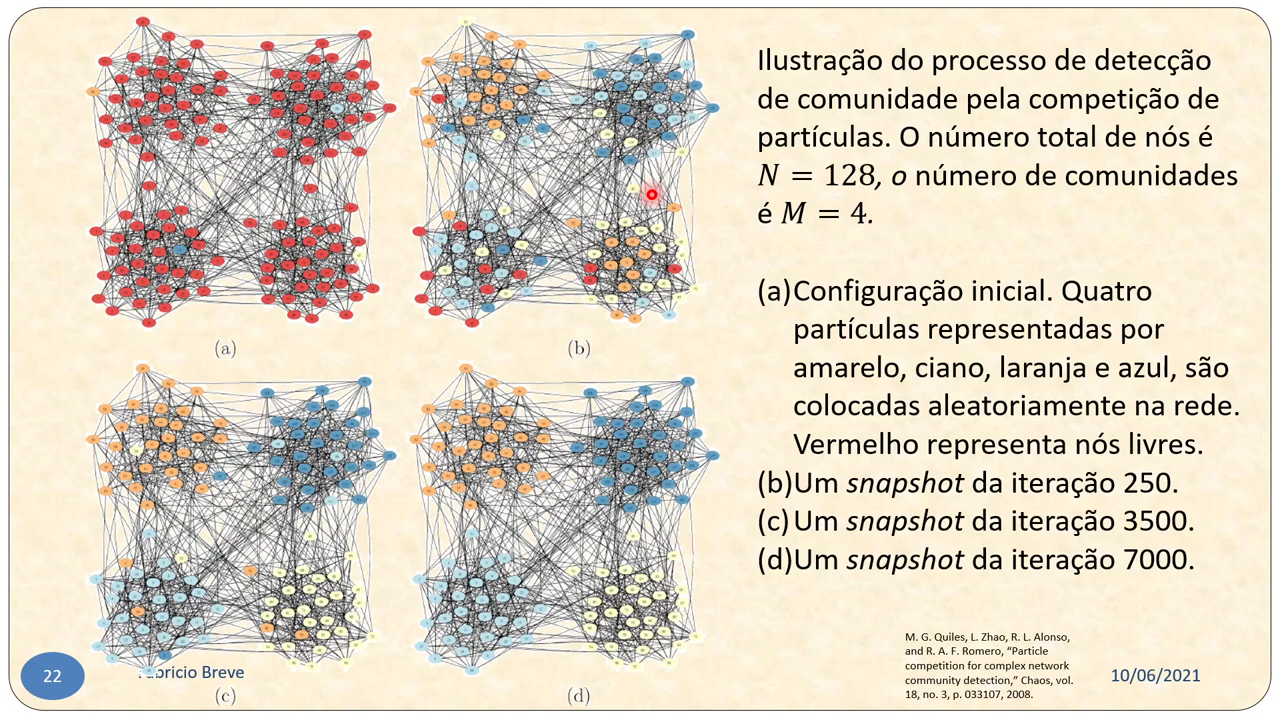 Ilustração do processo de detecção
de comunidade pela competição de
partículas. O número total de nós é
N = 128, o número de comunidades
é M = 4.
(a) Configuração inicial. Quatro
partículas representadas por
amarelo, ciano, laranja e azul, são
colocadas aleatoriamente na rede.
Vermelho representa nós livres.
(b) Um snapshot da iteração 250.
(c) Um snapshot da iteração 3500.
(d) Um snapshot da iteração 7000.
(a)
(b)
(c)
(d)
M. G. Quiles, L. Zhao, R. L. Alonso,
and R. A. F. Romero, “Particle
competition for complex network
community detection,” Chaos, vol.
18, no. 3, p. 033107, 2008.
22
Fabricio Breve
10/06/2021